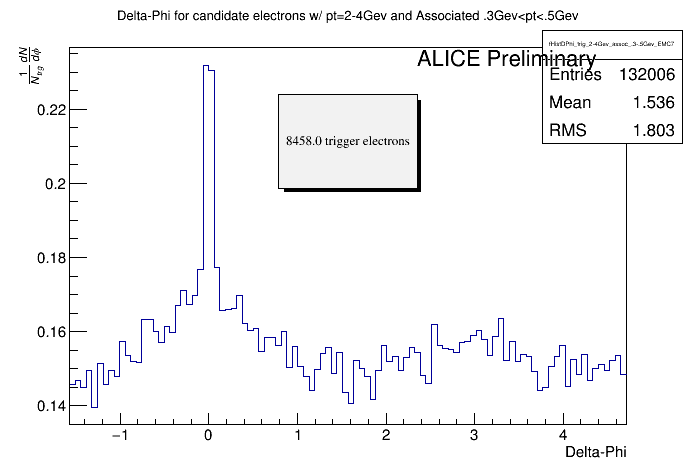 Delta-Phi for candidate electrons w/ pt=2-4Gev and Associated .3Gev<pt<.5GeV
1 dN
N_trg dϕ
ALICE Preliminary
fHistDPhi_trig_2-4Gev_assoc_.3-.5Gev_EMC7
Entries 132006
Mean 1.536
RMS 1.803
8458.0 trigger electrons
0.22
0.2
0.18
0.16
0.14
−1 0 1 2 3 4
Delta-Phi